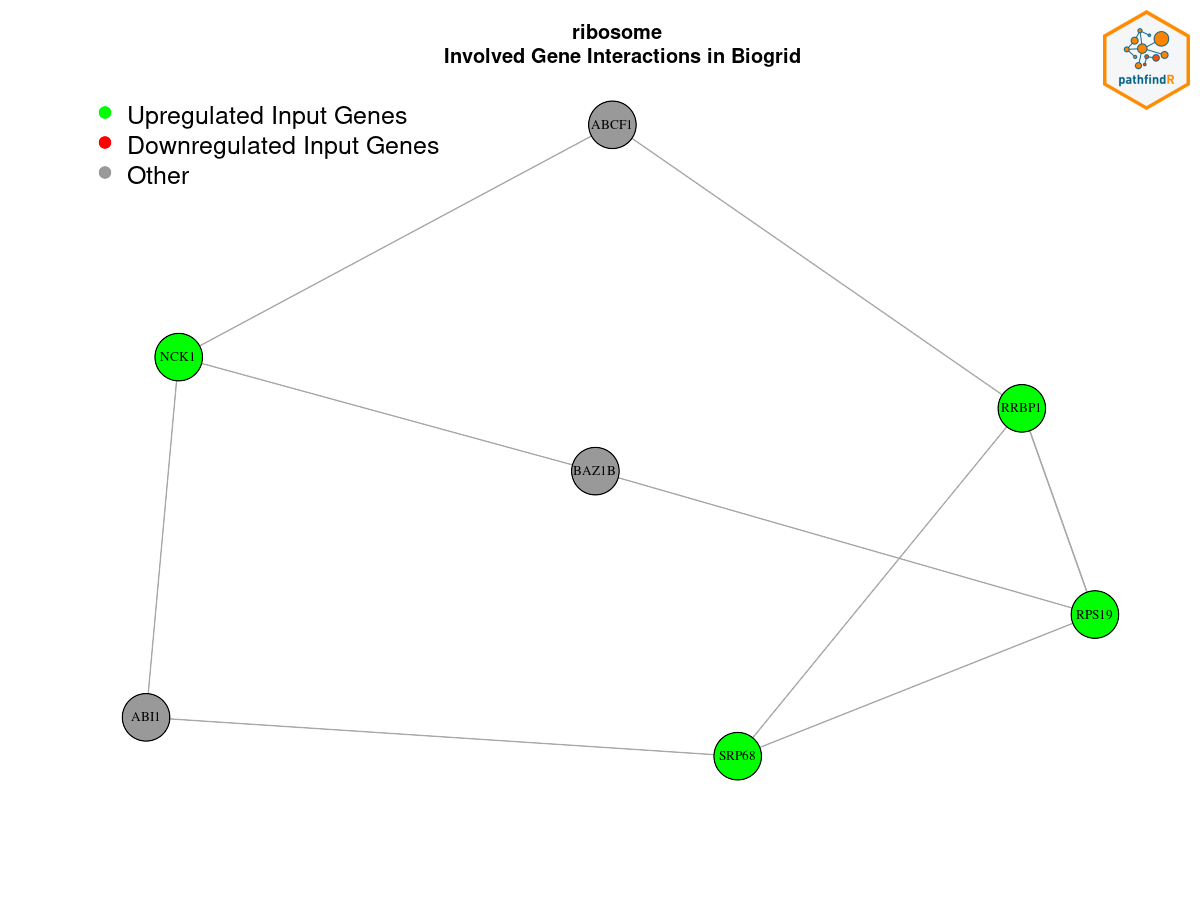 ribosome
Involved Gene Interactions in Biogrid
pathfindR
Upregulated Input Genes
Downregulated Input Genes
Other
ABCF1
NCK1
RRBP1
BAZ1B
RPS19
ABI1
SRP68